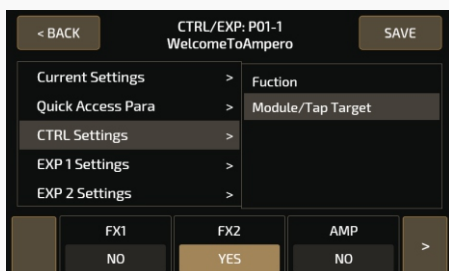 < BACK
CTRL/EXP: P01-1
WelcomeToAmpero
SAVE
Current Settings >
Quick Access Para >
CTRL Settings >
EXP 1 Settings >
EXP 2 Settings >
Fuction
Module/Tap Target
FX1 FX2 AMP
NO YES NO >